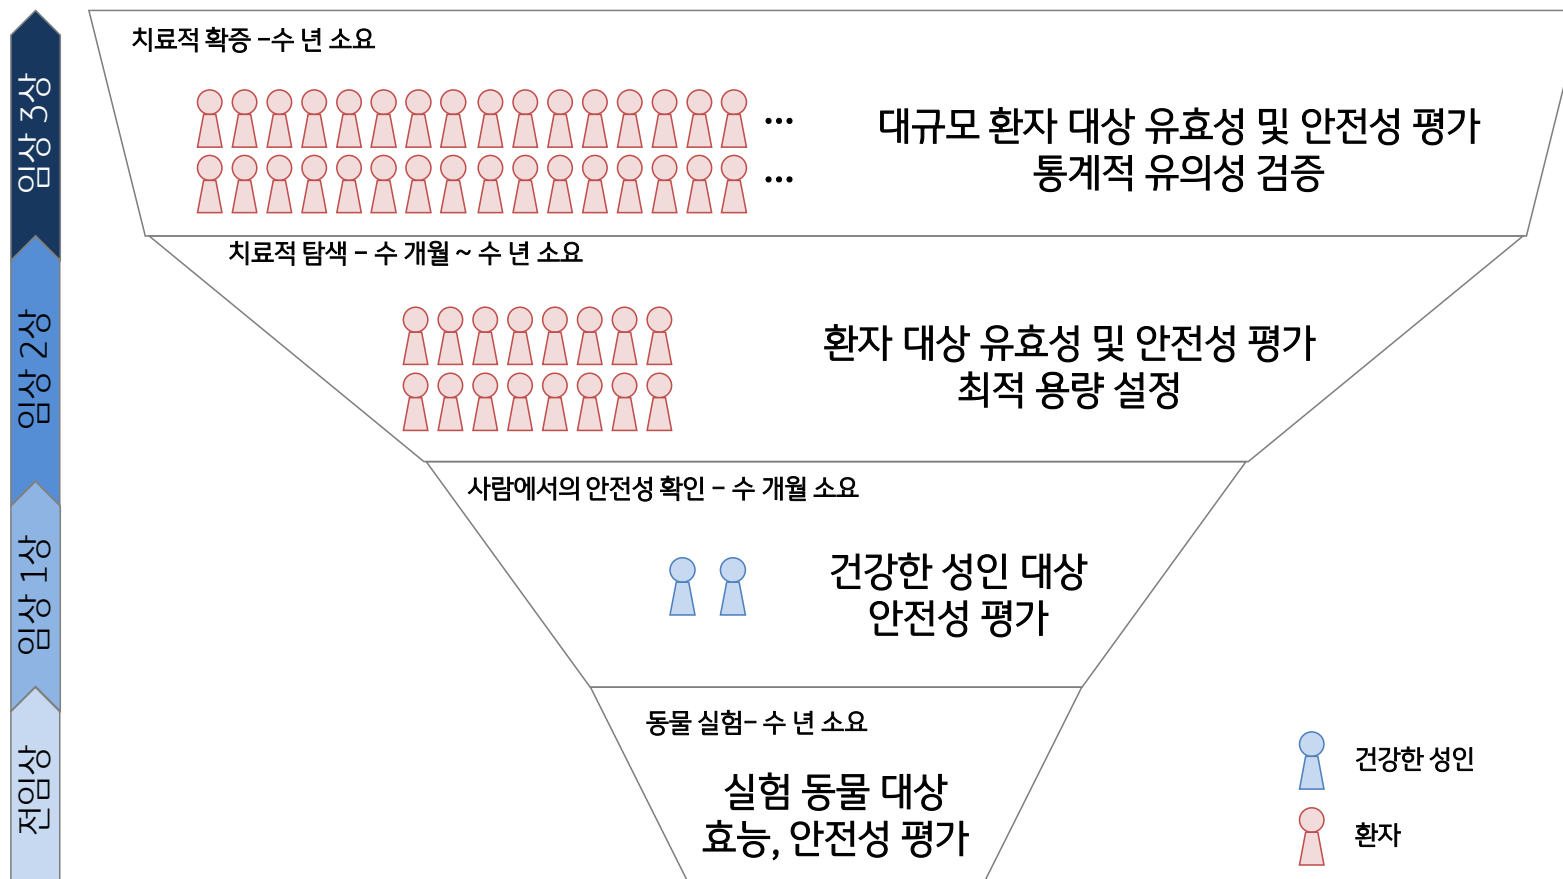 임상 3상
치료적 확증 -수 년 소요
...
...
대규모 환자 대상 유효성 및 안전성 평가
통계적 유의성 검증
임상 2상
치료적 탐색 - 수 개월 ~ 수 년 소요
환자 대상 유효성 및 안전성 평가
최적 용량 설정
임상 1상
사람에서의 안전성 확인 - 수 개월 소요
건강한 성인 대상
안전성 평가
전임상
동물 실험- 수 년 소요
실험 동물 대상
효능, 안전성 평가
건강한 성인
환자